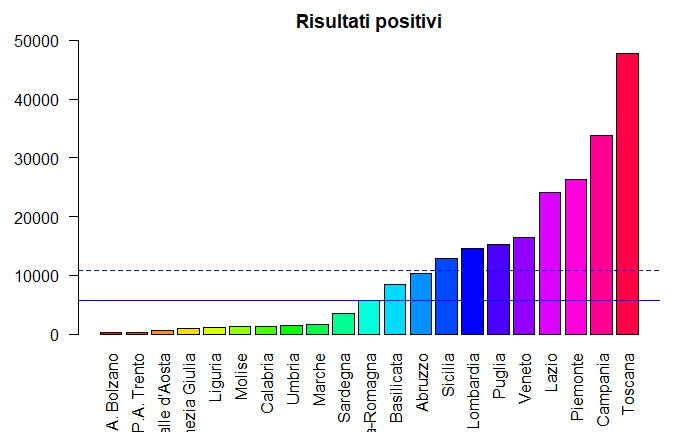 Risultati positivi
50000
40000
30000
20000
10000
0
A. Bolzano
P.A. Trento
alle d'Aosta
nezia Giulia
Liguria
Molise
Calabria
Umbria
Marche
Sardegna
a-Romagna
Basilicata
Abruzzo
Sicilia
Lombardia
Puglia
Veneto
Lazio
Piemonte
Campania
Toscana